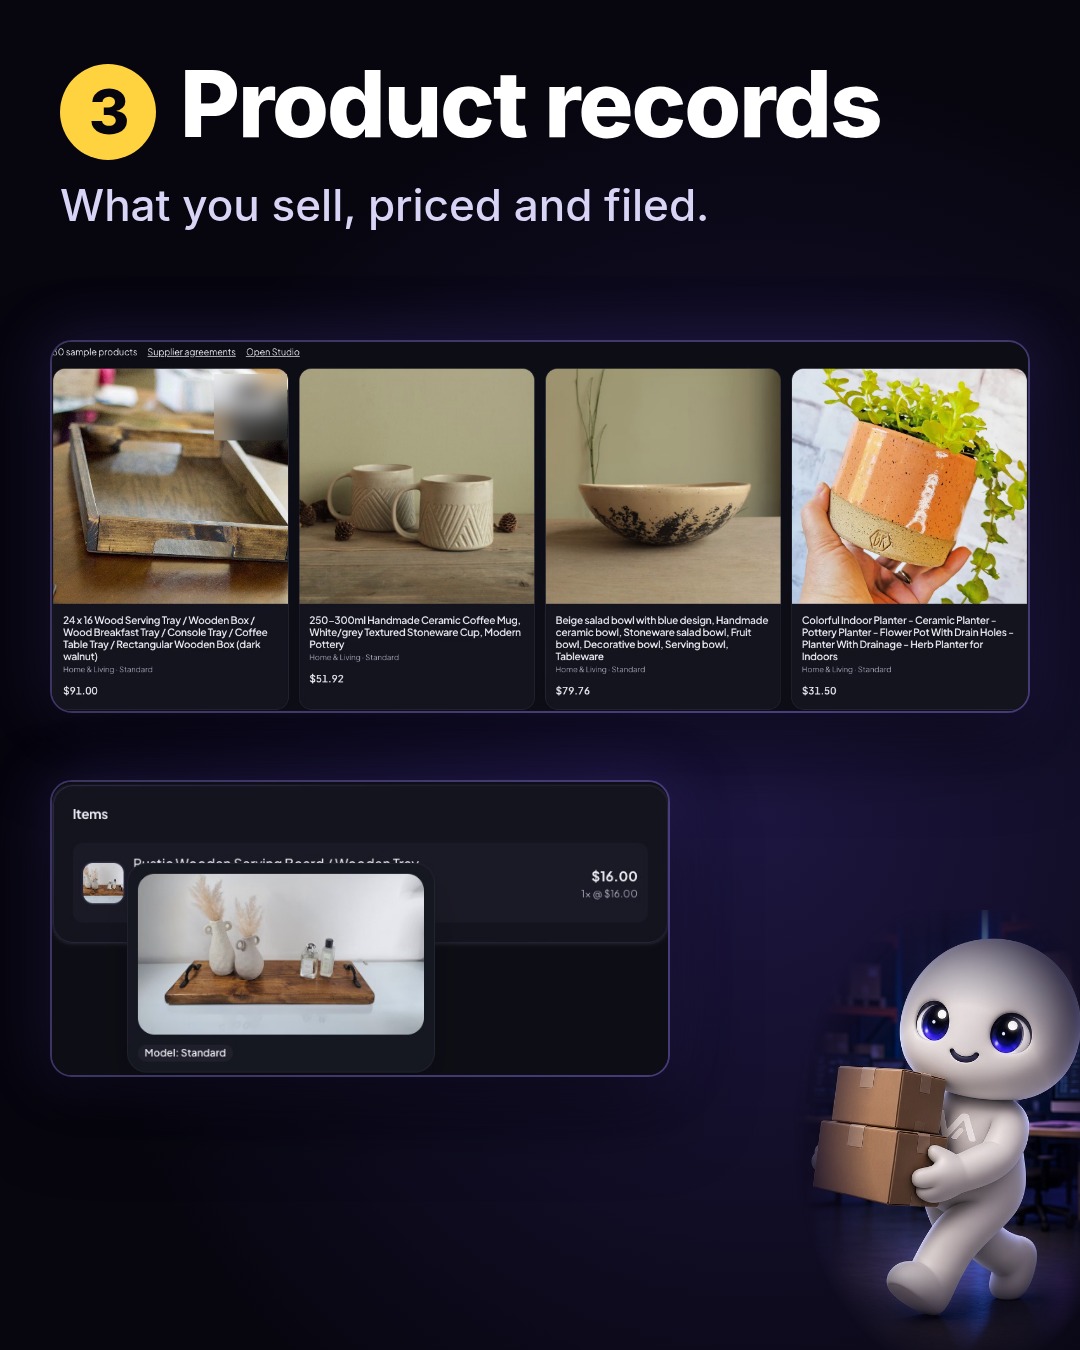 3 Product records
What you sell, priced and filed.
sample products Supplier agreements Open Studio
24 x 16 Wood Serving Tray / Wooden Box /
Wood Breakfast Tray / Console Tray / Coffee
Table Tray / Rectangular Wooden Box (dark
walnut)
Home & Living · Standard
$91.00
250-300ml Handmade Ceramic Coffee Mug,
White/grey Textured Stoneware Cup, Modern
Pottery
Home & Living · Standard
$51.92
Beige salad bowl with blue design, Handmade
ceramic bowl, Stoneware salad bowl, Fruit
bowl, Decorative bowl, Serving bowl,
Tableware
Home & Living · Standard
$79.76
Colorful Indoor Planter - Ceramic Planter -
Pottery Planter - Flower Pot With Drain Holes -
Planter With Drainage - Herb Planter for
Indoors
Home & Living · Standard
$31.50
Items
Rustic Wooden Serving Board / Wooden Tray
$16.00
1x @ $16.00
Model: Standard